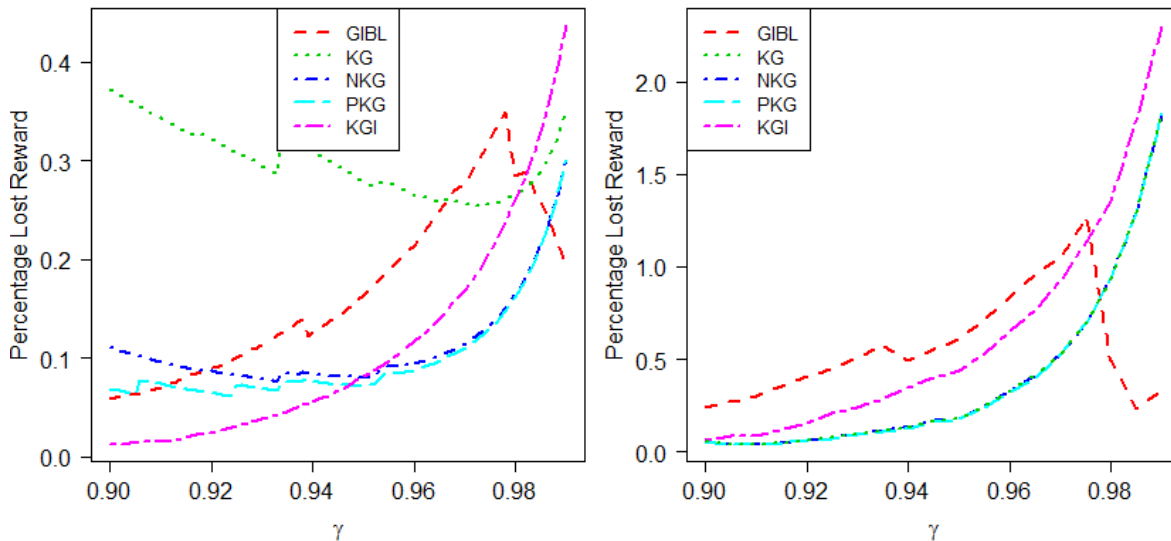 GIBL
KG
NKG
PKG
KGI
Percentage Lost Reward
0.4
0.3
0.2
0.1
0.0
0.90
0.92
0.94
0.96
0.98
γ
GIBL
KG
NKG
PKG
KGI
Percentage Lost Reward
2.0
1.5
1.0
0.5
0.0
0.90
0.92
0.94
0.96
0.98
γ